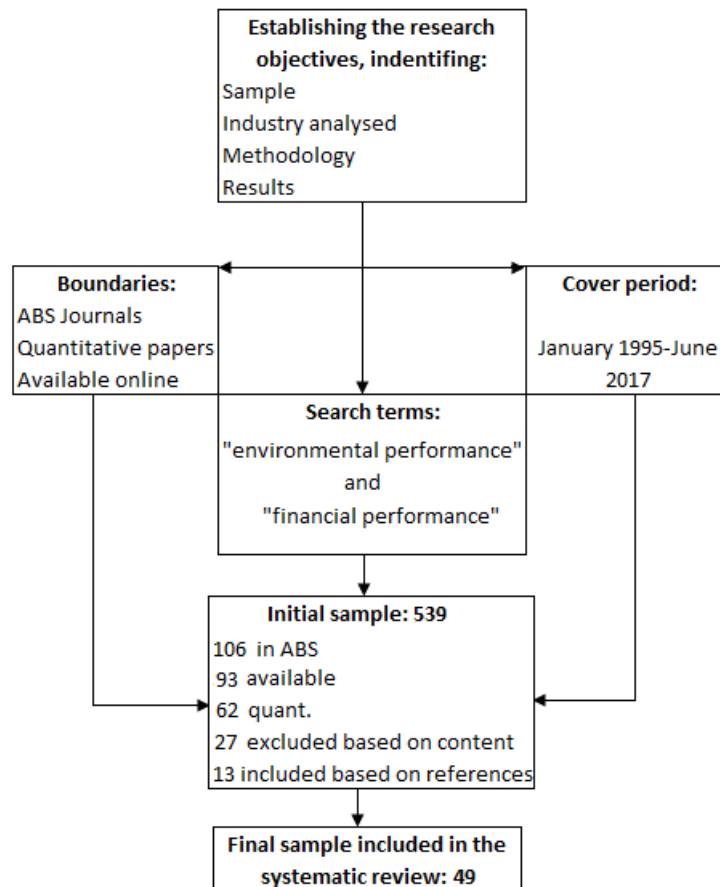 Establishing the research
objectives, indentifing:
Sample
Industry analysed
Methodology
Results
Boundaries:
ABS Journals
Quantitative papers
Available online
Cover period:
January 1995-June
2017
Search terms:
"environmental performance"
and
"financial performance"
Initial sample: 539
106 in ABS
93 available
62 quant.
27 excluded based on content
13 included based on references
Final sample included in the
systematic review: 49